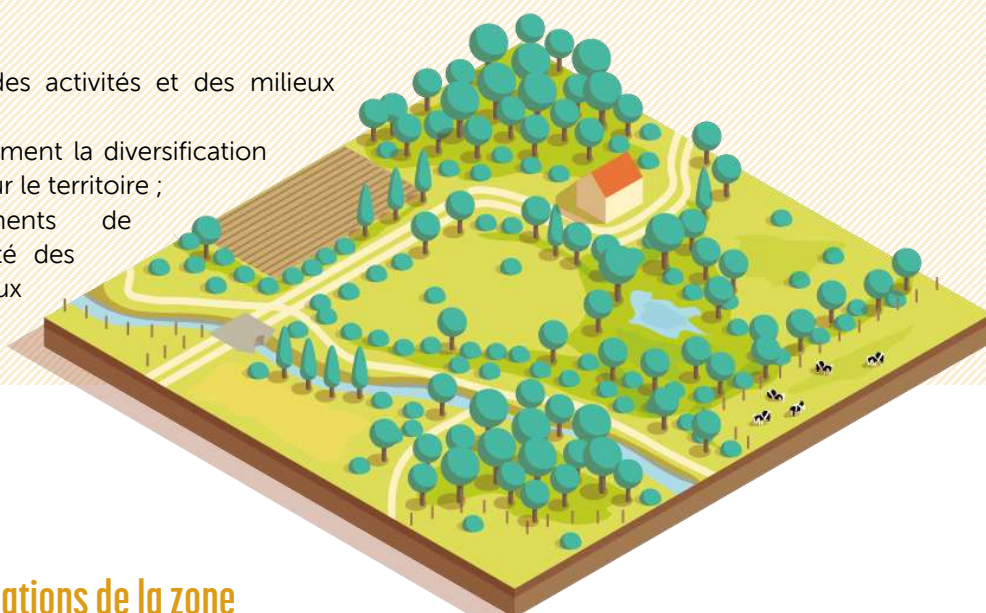 des activités et des milieux
ment la diversification
ur le territoire ;
ents de
té des
ux
ations de la zone